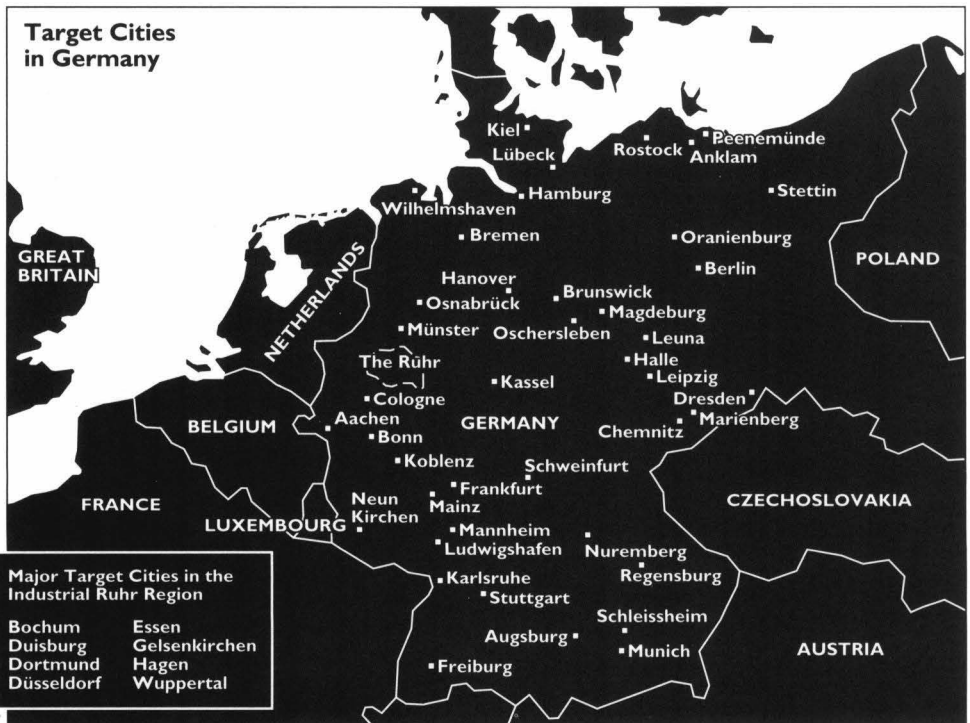 Target Cities
in Germany
Kiel
Lübeck
Rostock
Peenemünde
Anklam
Stettin
Hamburg
Wilhelmshaven
Bremen
Oranienburg
GREAT
BRITAIN
POLAND
NETHERLANDS
Berlin
Hanover
Brunswick
Osnabrück
Magdeburg
Münster
Oschersleben
Leuna
The Rühr
Halle
Leipzig
Kassel
Dresden
Cologne
Marienberg
Aachen
GERMANY
Chemnitz
BELGIUM
Bonn
Koblenz
Schweinfurt
Frankfurt
CZECHOSLOVAKIA
FRANCE
Neun
Kirchen
Mainz
LUXEMBOURG
Mannheim
Ludwigshafen
Nuremberg
Regensburg
Karlsruhe
Stuttgart
Schleissheim
Augsburg
Munich
AUSTRIA
Freiburg
Major Target Cities in the
Industrial Ruhr Region
Bochum
Duisburg
Dortmund
Düsseldorf
Essen
Gelsenkirchen
Hagen
Wuppertal